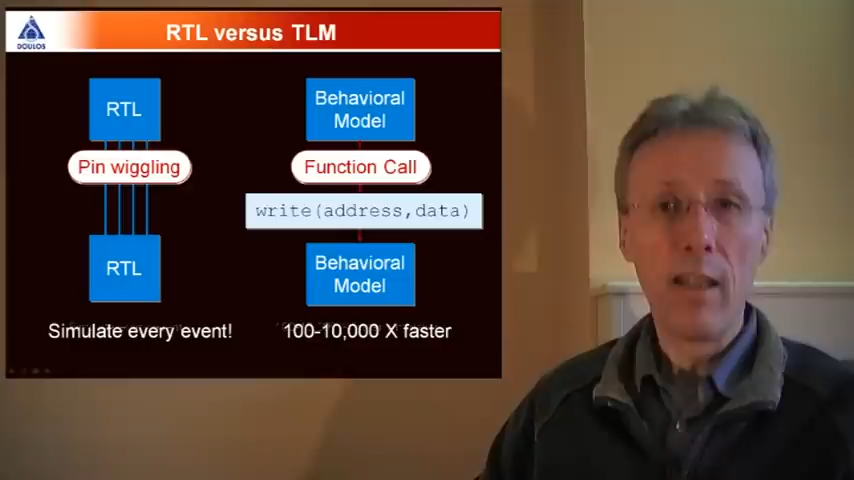 DOULOS
RTL versus TLM
RTL
Pin wiggling
RTL
Simulate every event!
Behavioral
Model
Function Call
write(address,data)
Behavioral
Model
100-10,000 X faster